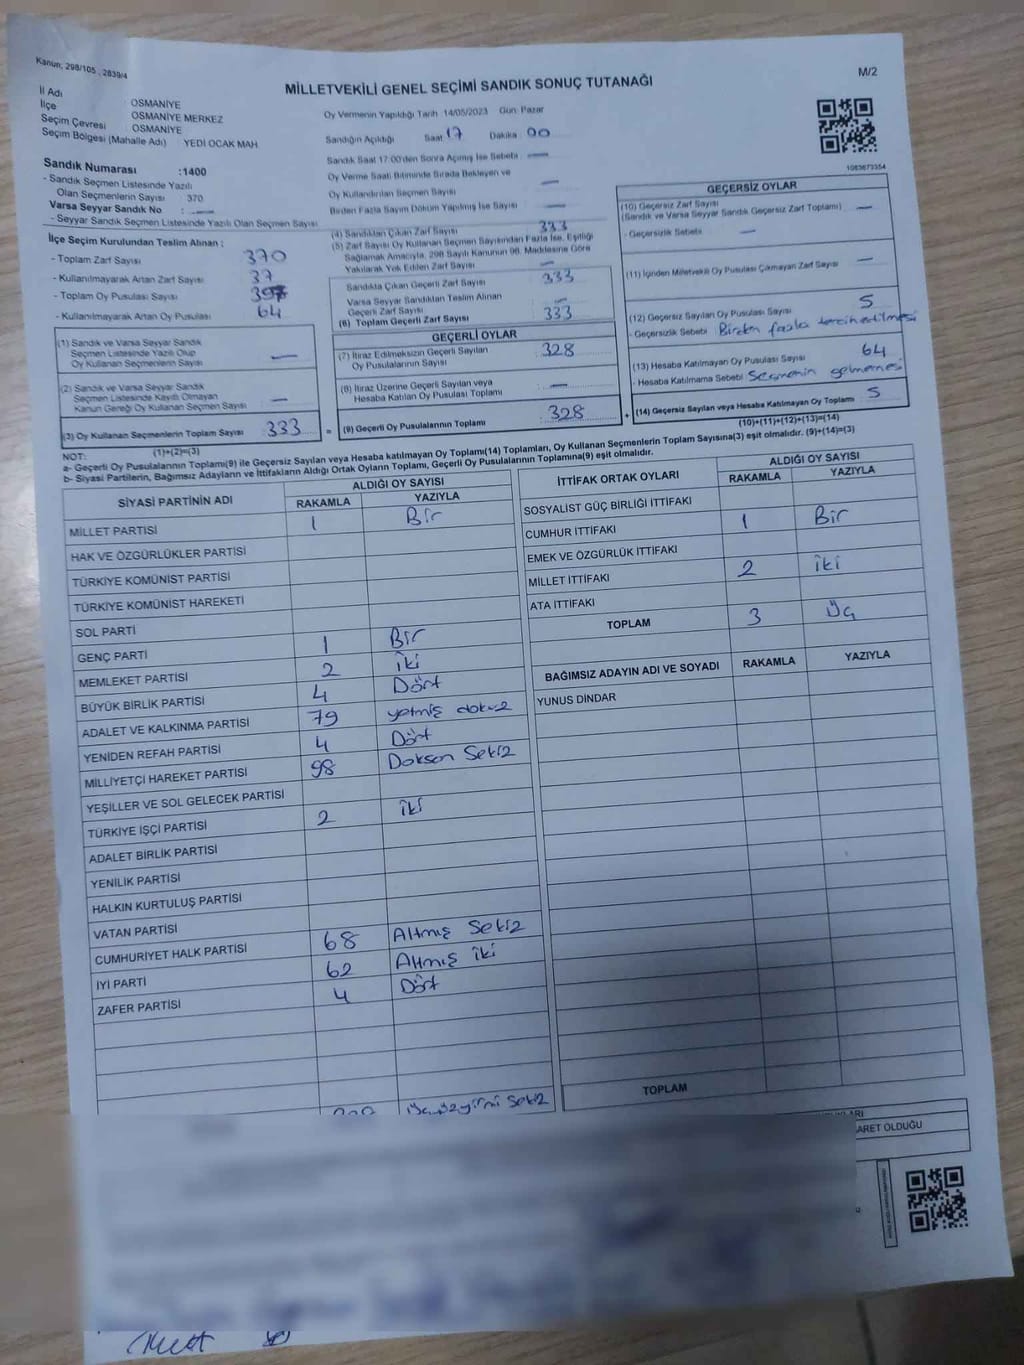 Kanun, 298/105 , 2839/4
M/2
MİLLETVEKİLİ GENEL SEÇİMİ SANDIK SONUÇ TUTANAĞI
İl Adı OSMANİYE
İlçe OSMANİYE MERKEZ
Seçim Çevresi OSMANİYE
Seçim Bölgesi (Mahalle Adı) YEDİ OCAK MAH
Sandık Numarası :1400
- Sandık Seçmen Listesinde Yazılı
Olan Seçmenlerin Sayısı 370
Varsa Seyyar Sandık No : —
- Seyyar Sandık Seçmen Listesinde Yazılı Olan Seçmen Sayısı
Oy Vermenin Yapıldığı Tarih 14/05/2023 Gün: Pazar
Sandığın Açıldığı Saat 17 Dakika 00
Sandık Saat 17:00'den Sonra Açılmış İse Sebebi —
Oy Verme Saati Bitiminde Sırada Bekleyen ve
Oy Kullandırılan Seçmen Sayısı —
Birden Fazla Sayım Döküm Yapılmış İse Sayısı —
1083673354
İlçe Seçim Kurulundan Teslim Alınan :
- Toplam Zarf Sayısı 370
- Kullanılmayarak Artan Zarf Sayısı 37
- Toplam Oy Pusulası Sayısı 397
- Kullanılmayarak Artan Oy Pusulası 64
(1) Sandık ve Varsa Seyyar Sandık
Seçmen Listesinde Yazılı Olup
Oy Kullanan Seçmenlerin Sayısı —
(2) Sandık ve Varsa Seyyar Sandık
Seçmen Listesinde Kayıtlı Olmayan
Kanun Gereği Oy Kullanan Seçmen Sayısı —
(3) Oy Kullanan Seçmenlerin Toplam Sayısı 333
(1)+(2)=(3)
(4) Sandıktan Çıkan Zarf Sayısı 333
(5) Zarf Sayısı Oy Kullanan Seçmen Sayısından Fazla İse, Eşitliği
Sağlamak Amacıyla, 298 Sayılı Kanunun 98. Maddesine Göre
Yakılarak Yok Edilen Zarf Sayısı —
Sandıkta Çıkan Geçerli Zarf Sayısı 333
Varsa Seyyar Sandıktan Teslim Alınan
Geçerli Zarf Sayısı —
(6) Toplam Geçerli Zarf Sayısı 333
GEÇERLİ OYLAR
(7) İtiraz Edilmeksizin Geçerli Sayılan
Oy Pusulasının Sayısı 328
(8) İtiraz Üzerine Geçerli Sayılan veya
Hesaba Katılan Oy Pusulası Toplamı —
= (9) Geçerli Oy Pusulalarının Toplamı : 328 +
GEÇERSİZ OYLAR
(10) Geçersiz Zarf Sayısı
(Sandık ve Varsa Seyyar Sandık Geçersiz Zarf Toplamı) —
- Geçersizlik Sebebi —
(11) İçinden Milletvekili Oy Pusulası Çıkmayan Zarf Sayısı —
(12) Geçersiz Sayılan Oy Pusulası Sayısı 5
- Geçersizlik Sebebi Birden fazla tercih edilmesi
(13) Hesaba Katılmayan Oy Pusulası Sayısı 64
- Hesaba Katılmama Sebebi Seçmenin gelmemesi
(14) Geçersiz Sayılan veya Hesaba Katılmayan Oy Toplamı 5
(10)+(11)+(12)+(13)=(14)
NOT:
a- Geçerli Oy Pusulalarının Toplamı(9) ile Geçersiz Sayılan veya Hesaba katılmayan Oy Toplamı(14) Toplamları, Oy Kullanan Seçmenlerin Toplam Sayısına(3) eşit olmalıdır. (9)+(14)=(3)
b- Siyasi Partilerin, Bağımsız Adayların ve İttifakların Aldığı Ortak Oyların Toplamı, Geçerli Oy Pusulalarının Toplamına(9) eşit olmalıdır.
SİYASİ PARTİNİN ADI ALDIĞI OY SAYISI
RAKAMLA YAZIYLA
MİLLET PARTİSİ 1 Bir
HAK VE ÖZGÜRLÜKLER PARTİSİ
TÜRKİYE KOMÜNİST PARTİSİ
TÜRKİYE KOMÜNİST HAREKETİ
SOL PARTİ
GENÇ PARTİ 1 Bir
MEMLEKET PARTİSİ 2 iki
BÜYÜK BİRLİK PARTİSİ 4 Dört
ADALET VE KALKINMA PARTİSİ 79 yetmiş dokuz
YENİDEN REFAH PARTİSİ 4 Dört
MİLLİYETÇİ HAREKET PARTİSİ 98 Doksan Sekiz
YEŞİLLER VE SOL GELECEK PARTİSİ
TÜRKİYE İŞÇİ PARTİSİ 2 iki
ADALET BİRLİK PARTİSİ
YENİLİK PARTİSİ
HALKIN KURTULUŞ PARTİSİ
VATAN PARTİSİ
CUMHURİYET HALK PARTİSİ 68 Altmış Sekiz
İYİ PARTİ 62 Altmış iki
ZAFER PARTİSİ 4 Dört
Üçyüzyirmi Sekiz
İTTİFAK ORTAK OYLARI ALDIĞI OY SAYISI
RAKAMLA YAZIYLA
SOSYALİST GÜÇ BİRLİĞİ İTTİFAKI
CUMHUR İTTİFAKI 1 Bir
EMEK VE ÖZGÜRLÜK İTTİFAKI
MİLLET İTTİFAKI 2 iki
ATA İTTİFAKI
TOPLAM 3 Üç
BAĞIMSIZ ADAYIN ADI VE SOYADI RAKAMLA YAZIYLA
YUNUS DİNDAR
TOPLAM
ARET OLDUĞU